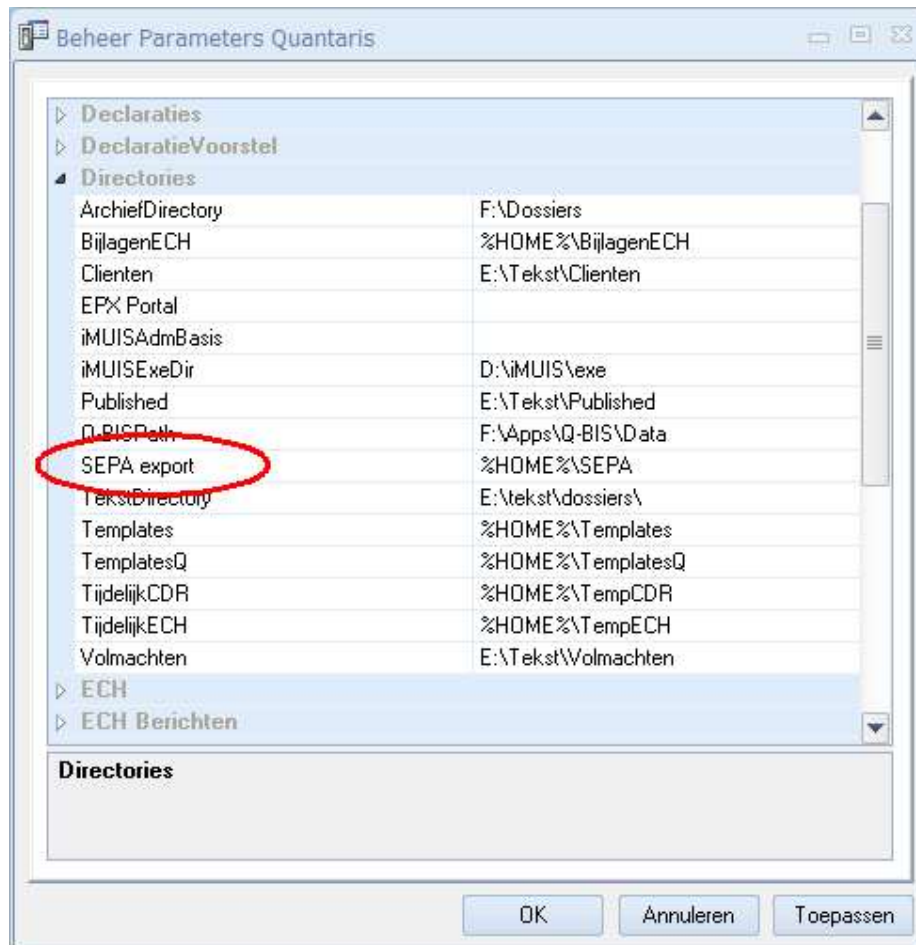 Beheer Parameters Quantaris
Declaraties
DeclaratieVoorstel
Directories
ArchiefDirectory F:\Dossiers
BijlagenECH %HOME%\BijlagenECH
Clienten E:\Tekst\Clienten
EPX Portal
iMUISAdmBasis
iMUISExeDir D:\iMUIS\exe
Published E:\Tekst\Published
Q-BISPath F:\Apps\Q-BIS\Data
SEPA export %HOME%\SEPA
TekstDirectory E:\tekst\dossiers\
Templates %HOME%\Templates
TemplatesQ %HOME%\TemplatesQ
TijdelijkCDR %HOME%\TempCDR
TijdelijkECH %HOME%\TempECH
Volmachten E:\Tekst\Volmachten
ECH
ECH Berichten
Directories
OK Annuleren Toepassen